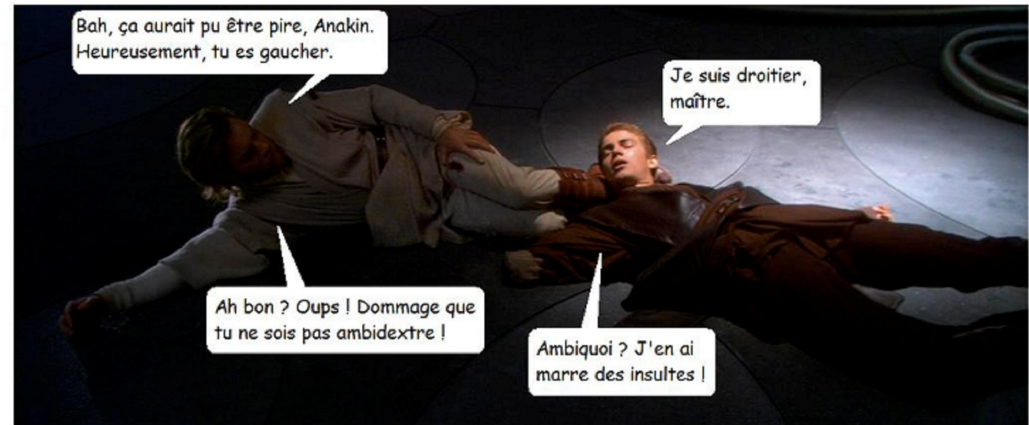 Bah, ça aurait pu être pire, Anakin.
Heureusement, tu es gaucher.
Je suis droitier,
maître.
Ah bon ? Oups ! Dommage que
tu ne sois pas ambidextre !
Ambiquoi ? J'en ai
marre des insultes !